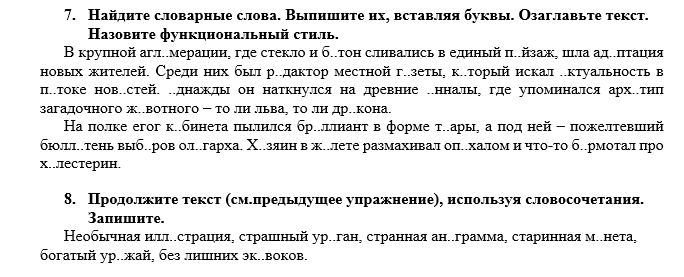 7. Найдите словарные слова. Выпишите их, вставляя буквы. Озаглавьте текст.
Назовите функциональный стиль.
В крупной агл..мерации, где стекло и б..тон сливались в единый п..йзаж, шла ад..птация
новых жителей. Среди них был р..дактор местной г..зеты, к..торый искал ..ктуальность в
п..токе нов..стей. ..днажды он наткнулся на древние ..нналы, где упоминался арх..тип
загадочного ж..вотного – то ли льва, то ли др..кона.
На полке егог к..бинета пылился бр..ллиант в форме т..ары, а под ней – пожелтевший
бюлл..тень выб..ров ол..гарха. Х..зяин в ж..лете размахивал оп..халом и что-то б..рмотал про
х..лестерин.
8. Продолжите текст (см.предыдущее упражнение), используя словосочетания.
Запишите.
Необычная илл..страция, страшный ур..ган, странная ан..грамма, старинная м..нета,
богатый ур..жай, без лишних эк..воков.